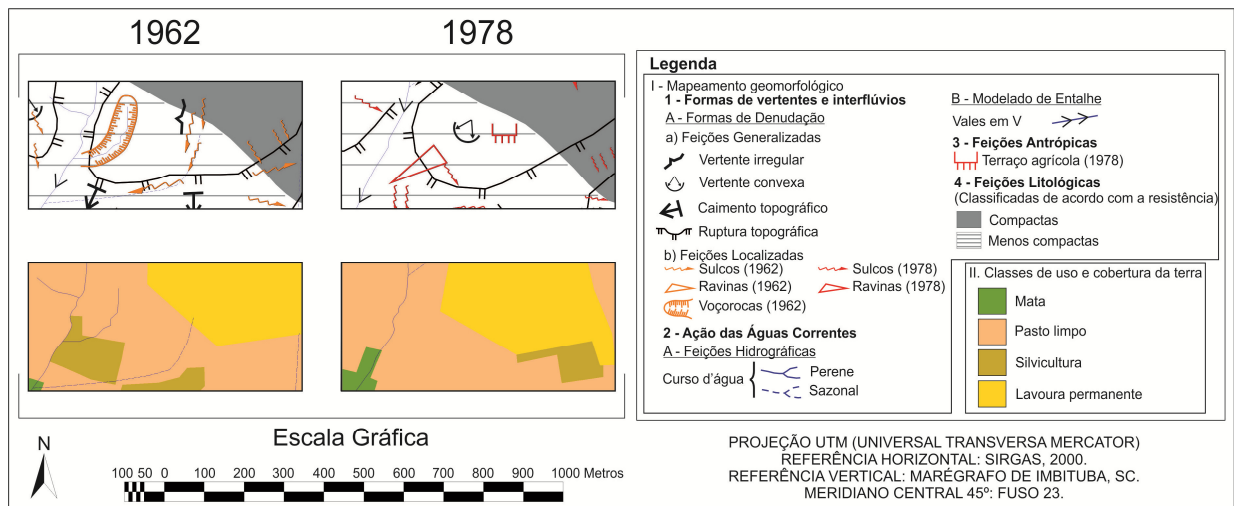 1962
1978
Legenda
I - Mapeamento geomorfológico
1 - Formas de vertentes e interflúvios
A - Formas de Denudação
a) Feições Generalizadas
Vertente irregular
Vertente convexa
Caimento topográfico
Ruptura topográfica
b) Feições Localizadas
Sulcos (1962)
Sulcos (1978)
Ravinas (1962)
Ravinas (1978)
Voçorocas (1962)
2 - Ação das Águas Correntes
A - Feições Hidrográficas
Curso d'água
Perene
Sazonal
B - Modelado de Entalhe
Vales em V
3 - Feições Antrópicas
Terraço agrícola (1978)
4 - Feições Litológicas
(Classificadas de acordo com a resistência)
Compactas
Menos compactas
II. Classes de uso e cobertura da terra
Mata
Pasto limpo
Silvicultura
Lavoura permanente
N
Escala Gráfica
100 50 0 100 200 300 400 500 600 700 800 900 1000 Metros
PROJEÇÃO UTM (UNIVERSAL TRANSVERSA MERCATOR)
REFERÊNCIA HORIZONTAL: SIRGAS, 2000.
REFERÊNCIA VERTICAL: MARÉGRAFO DE IMBITUBA, SC.
MERIDIANO CENTRAL 45º: FUSO 23.